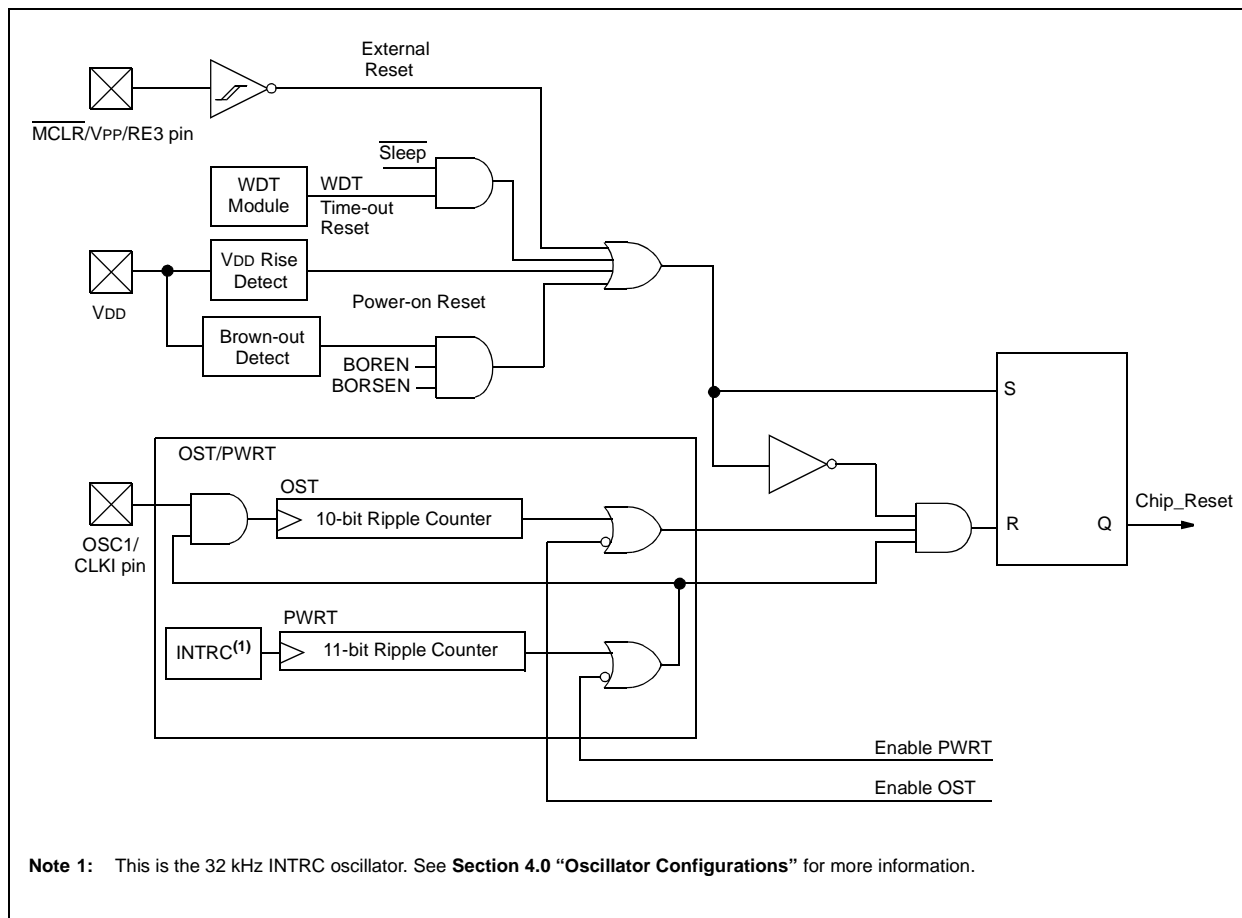 External
Reset
MCLR/VPP/RE3 pin
Sleep
WDT
Module
WDT
Time-out
Reset
VDD Rise
Detect
VDD
Power-on Reset
Brown-out
Detect
BOREN
BORSEN
S
OST/PWRT
OST
10-bit Ripple Counter
OSC1/
CLKI pin
Chip_Reset
R
Q
PWRT
INTRC(1)
11-bit Ripple Counter
Enable PWRT
Enable OST
Note 1: This is the 32 kHz INTRC oscillator. See Section 4.0 “Oscillator Configurations” for more information.